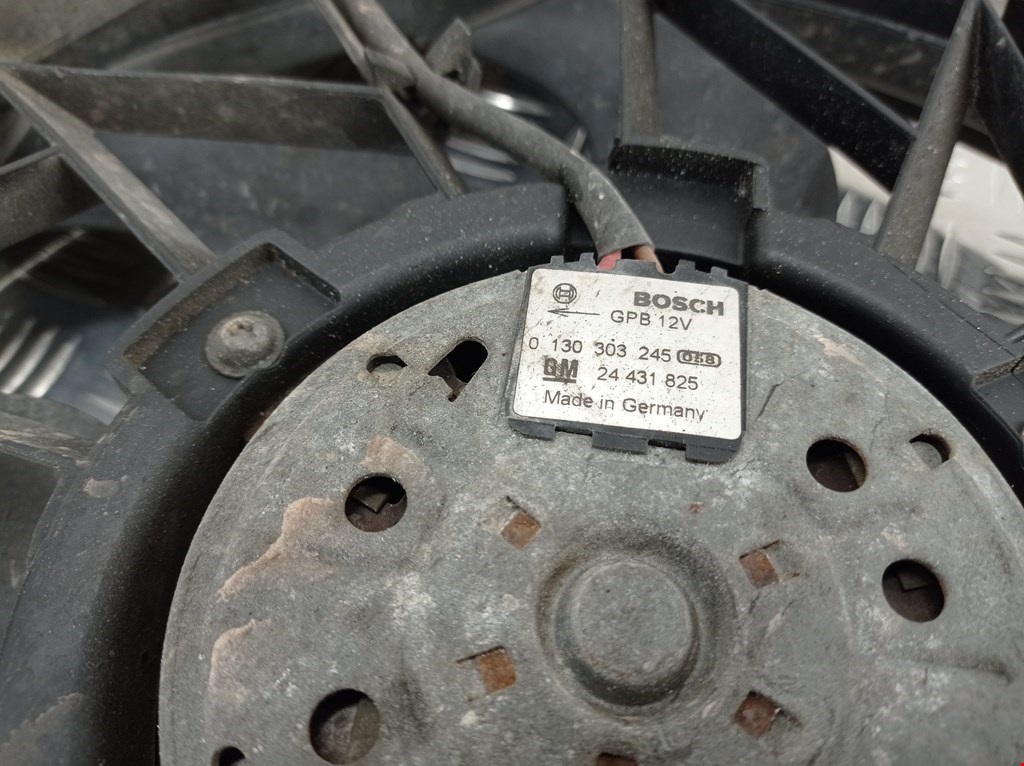 BOSCH
GPB 12V
0 130 303 245
GM 24 431 825
Made in Germany